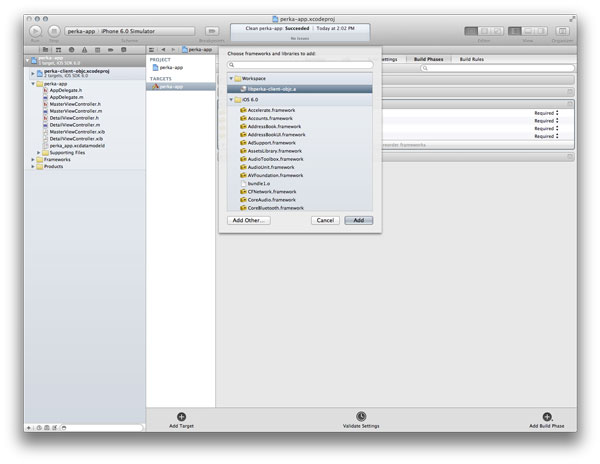 perka-app.xcodeproj
perka-app
iPhone 6.0 Simulator
Clean perka-app: Succeeded
Today at 2:02 PM
No Issues
Run
Stop
Scheme
Breakpoints
Editor
View
Organizer
perka-app
2 targets, iOS SDK 6.0
perka-client-objc.xcodeproj
2 targets, iOS SDK 6.0
perka-app
AppDelegate.h
AppDelegate.m
MasterViewController.h
MasterViewController.m
DetailViewController.h
DetailViewController.m
MasterViewController.xib
DetailViewController.xib
perka_app.xcdatamodeld
Supporting Files
Frameworks
Products
perka-app
PROJECT
perka-app
TARGETS
perka-app
Choose frameworks and libraries to add:
Workspace
libperka-client-objc.a
iOS 6.0
Accelerate.framework
Accounts.framework
AddressBook.framework
AddressBookUI.framework
AdSupport.framework
AssetsLibrary.framework
AudioToolbox.framework
AudioUnit.framework
AVFoundation.framework
bundle1.o
CFNetwork.framework
CoreAudio.framework
CoreBluetooth.framework
Add Other...
Cancel
Add
ettings
Build Phases
Build Rules
Required
Required
Required
Required
reorder frameworks
Add Target
Validate Settings
Add Build Phase